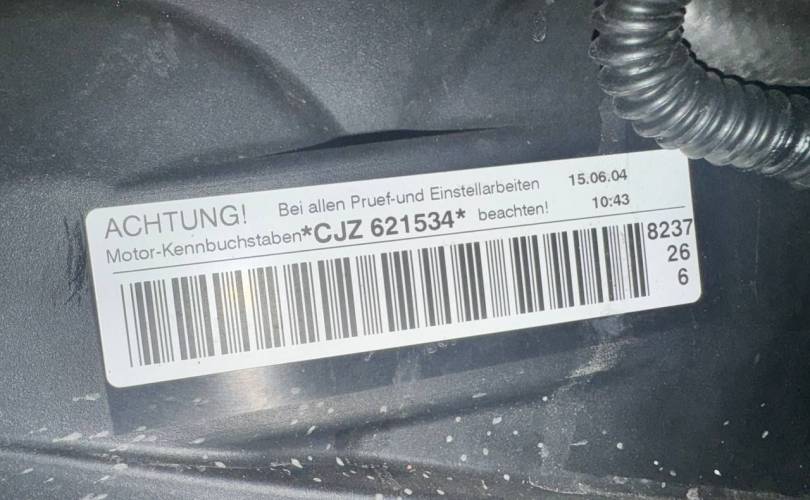 ACHTUNG! Bei allen Pruef-und Einstellarbeiten 15.06.04
Motor-Kennbuchstaben *CJZ 621534* beachten! 10:43
8237
26
6